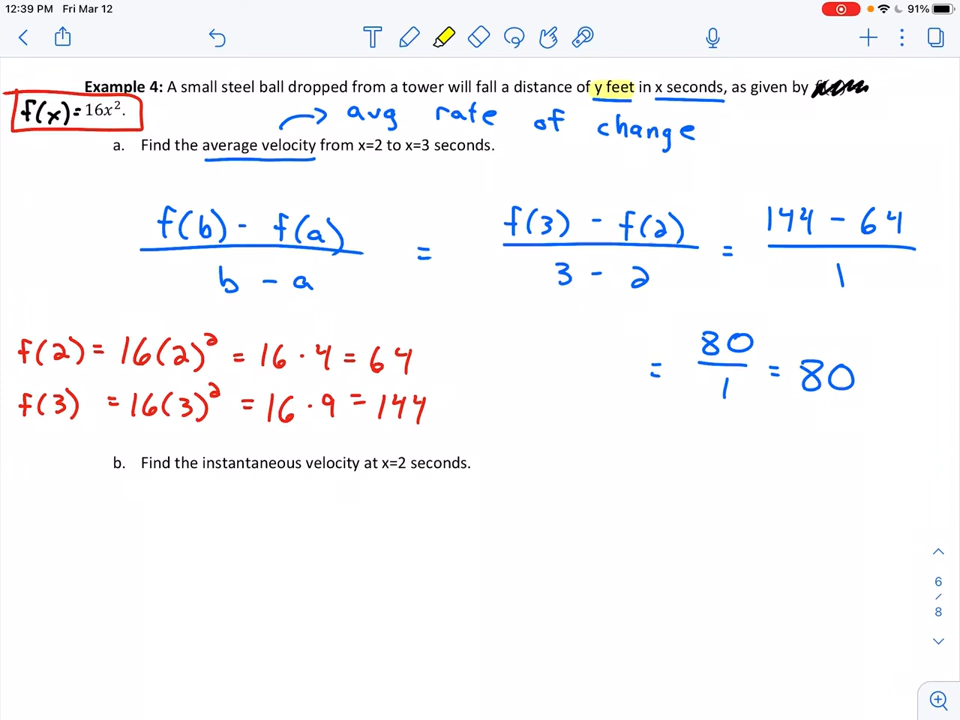 12:39 PM Fri Mar 12 91%
T
Example 4: A small steel ball dropped from a tower will fall a distance of y feet in x seconds, as given by
f(x) = 16x².
avg rate of change
a. Find the average velocity from x=2 to x=3 seconds.
f(b) - f(a) / b - a = f(3) - f(2) / 3 - 2 = 144 - 64 / 1
= 80 / 1 = 80
f(2) = 16(2)² = 16 · 4 = 64
f(3) = 16(3)² = 16 · 9 = 144
b. Find the instantaneous velocity at x=2 seconds.
6
/
8